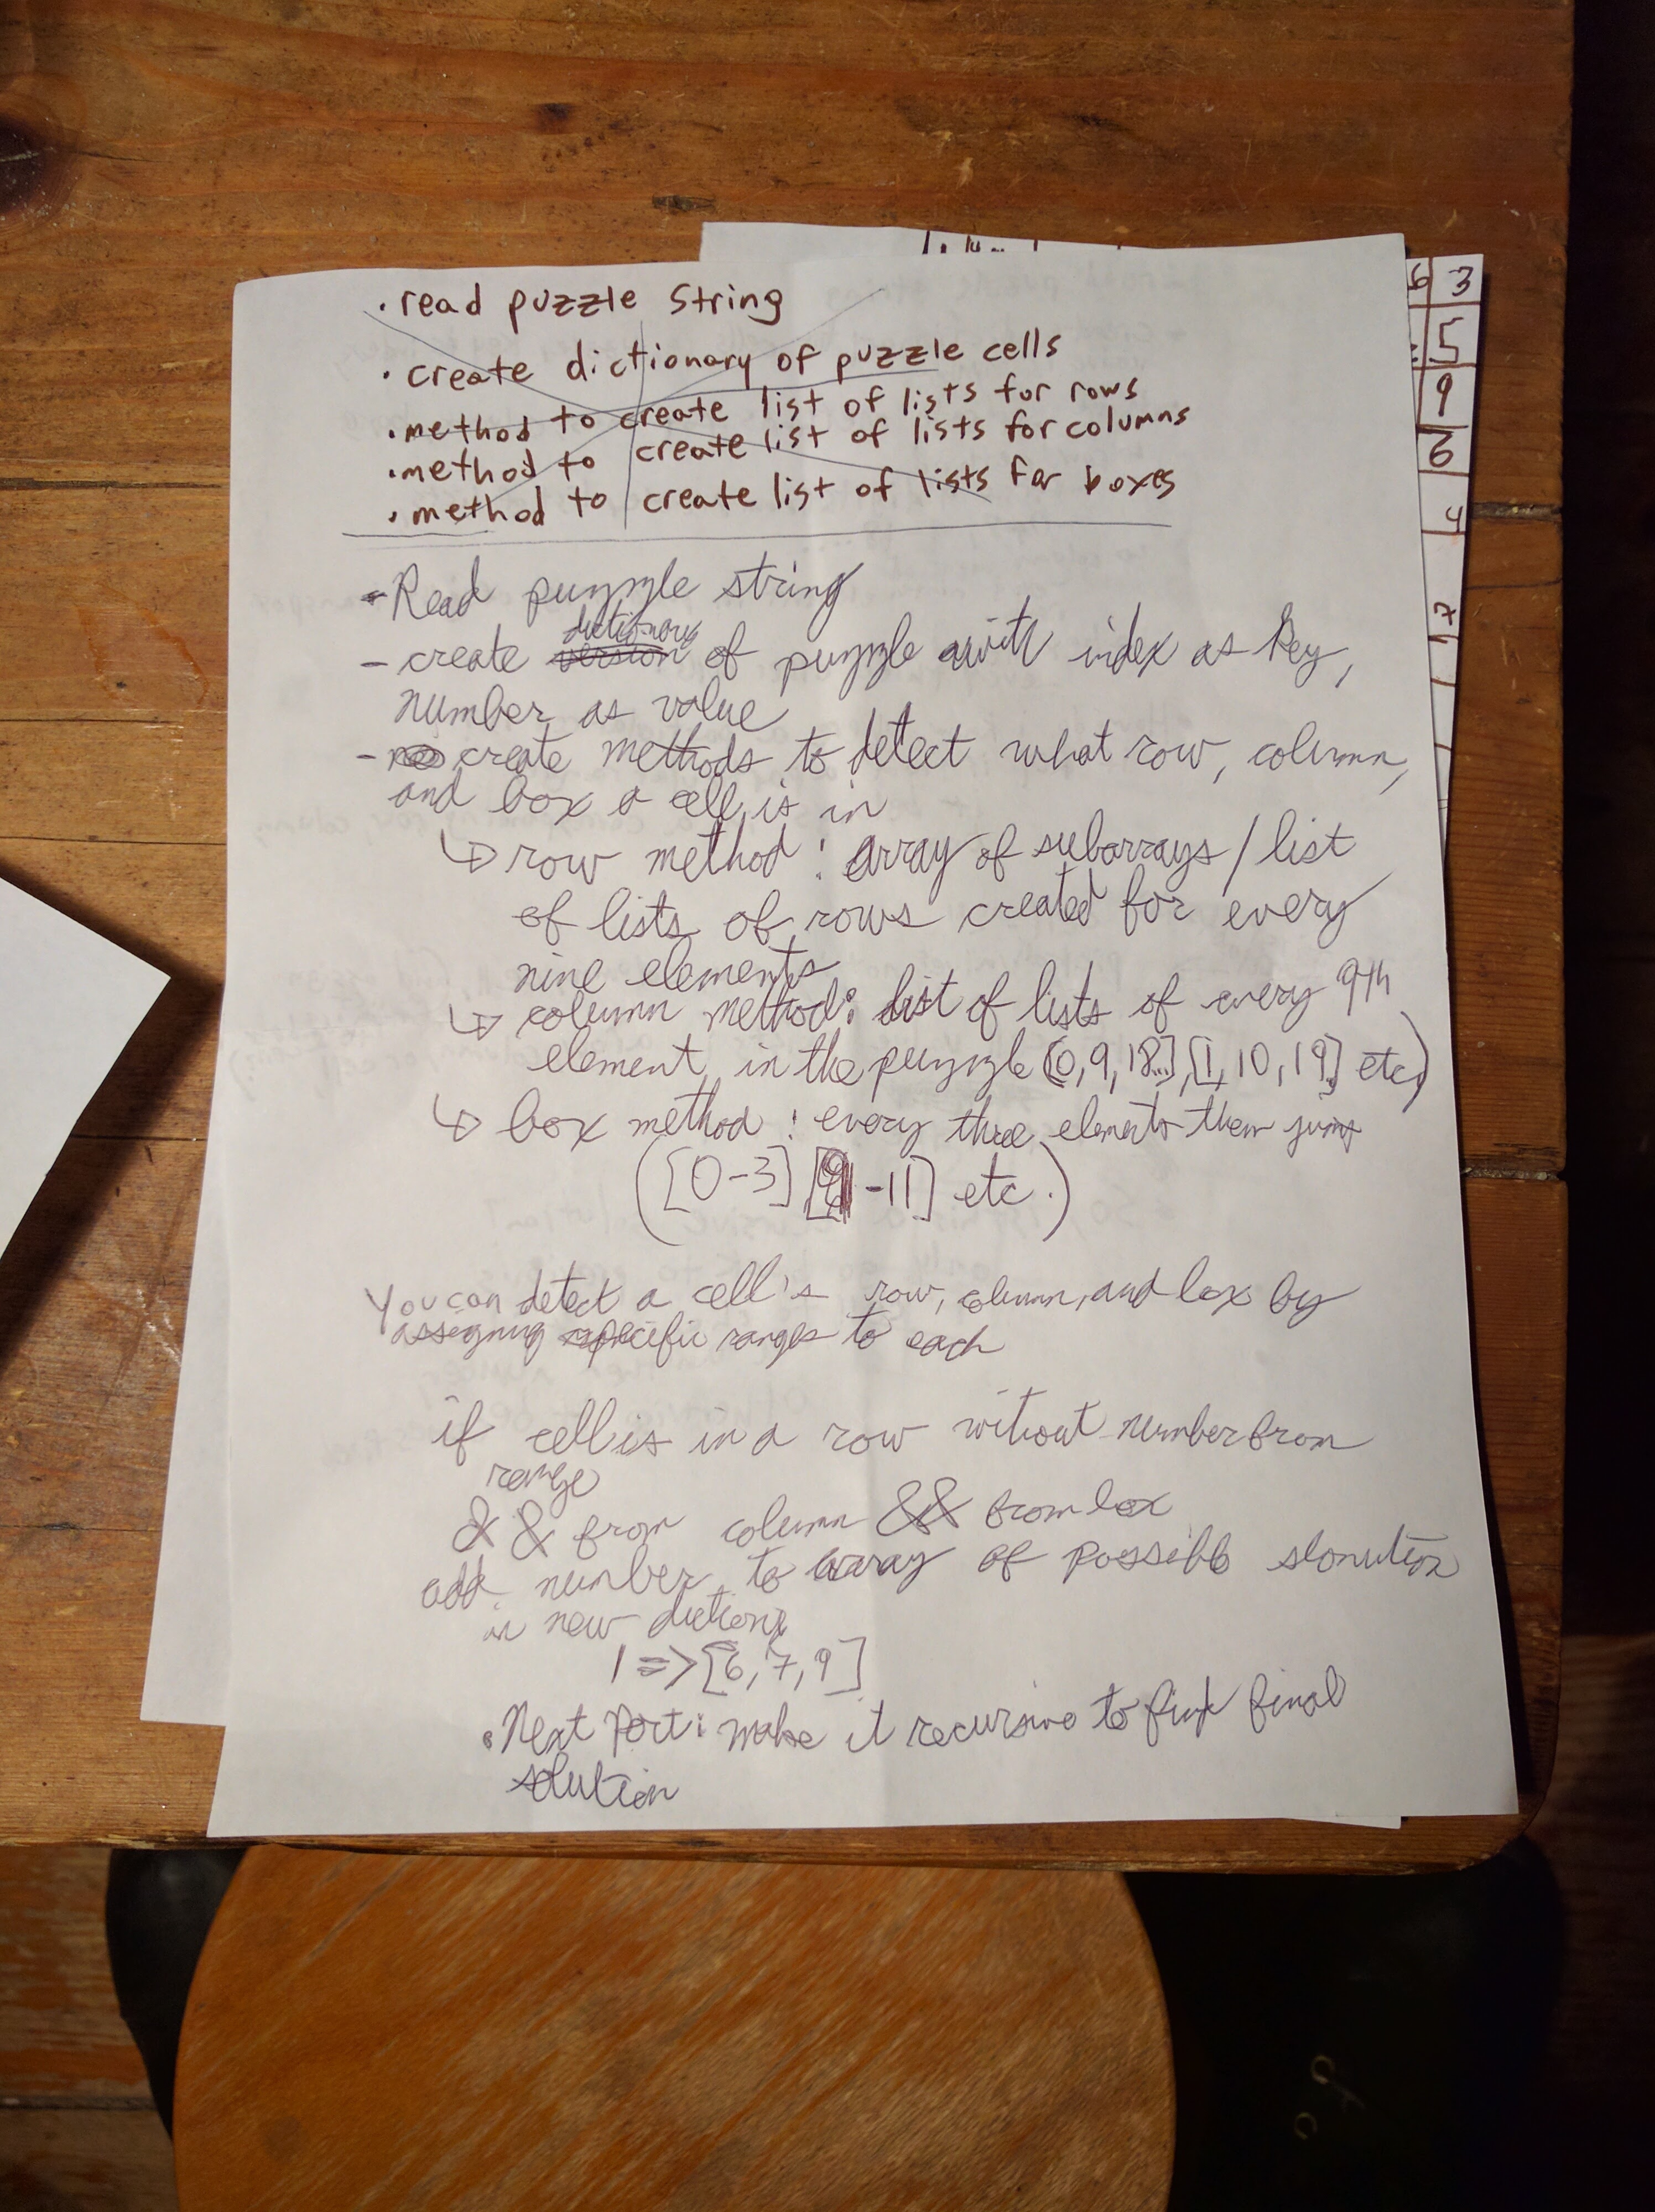 . read puzzle string
. create dictionary of puzzle cells
. method to create list of lists for rows
. method to create list of lists for columns
. method to create list of lists for boxes
- Read puzzle string
dictionary
- create version of puzzle with index as key,
number as value
- create methods to detect what row, column,
and box a cell is in
↳ row method: array of subarrays / list
of lists of rows created for every
nine elements
↳ column method: list of lists of every 9th
element in the puzzle [0,9,18...], [1,10,19] etc)
↳ box method: every three elements then jump
([0-3] [9-11] etc.)
You can detect a cell's row, column, and box by
assigning specific ranges to each
if cell is in a row without number from
range
&& from column && from box
add number to array of possible
in new
1 => [6,7,9]
. Next part: make it recursive to find final
solution
6 3
5
9
6
4